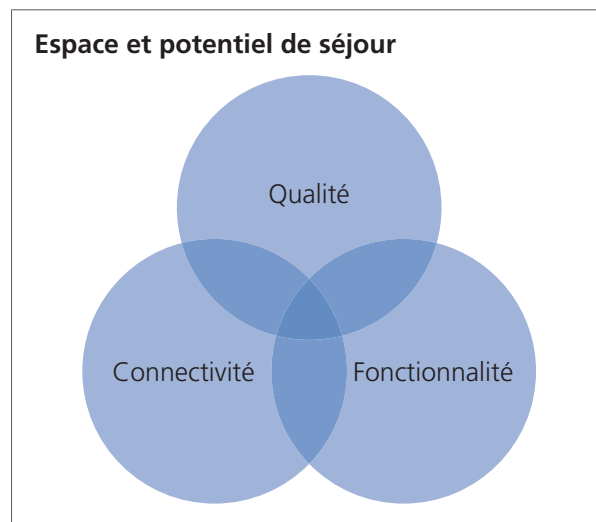 Espace et potentiel de séjour
Qualité
Connectivité
Fonctionnalité